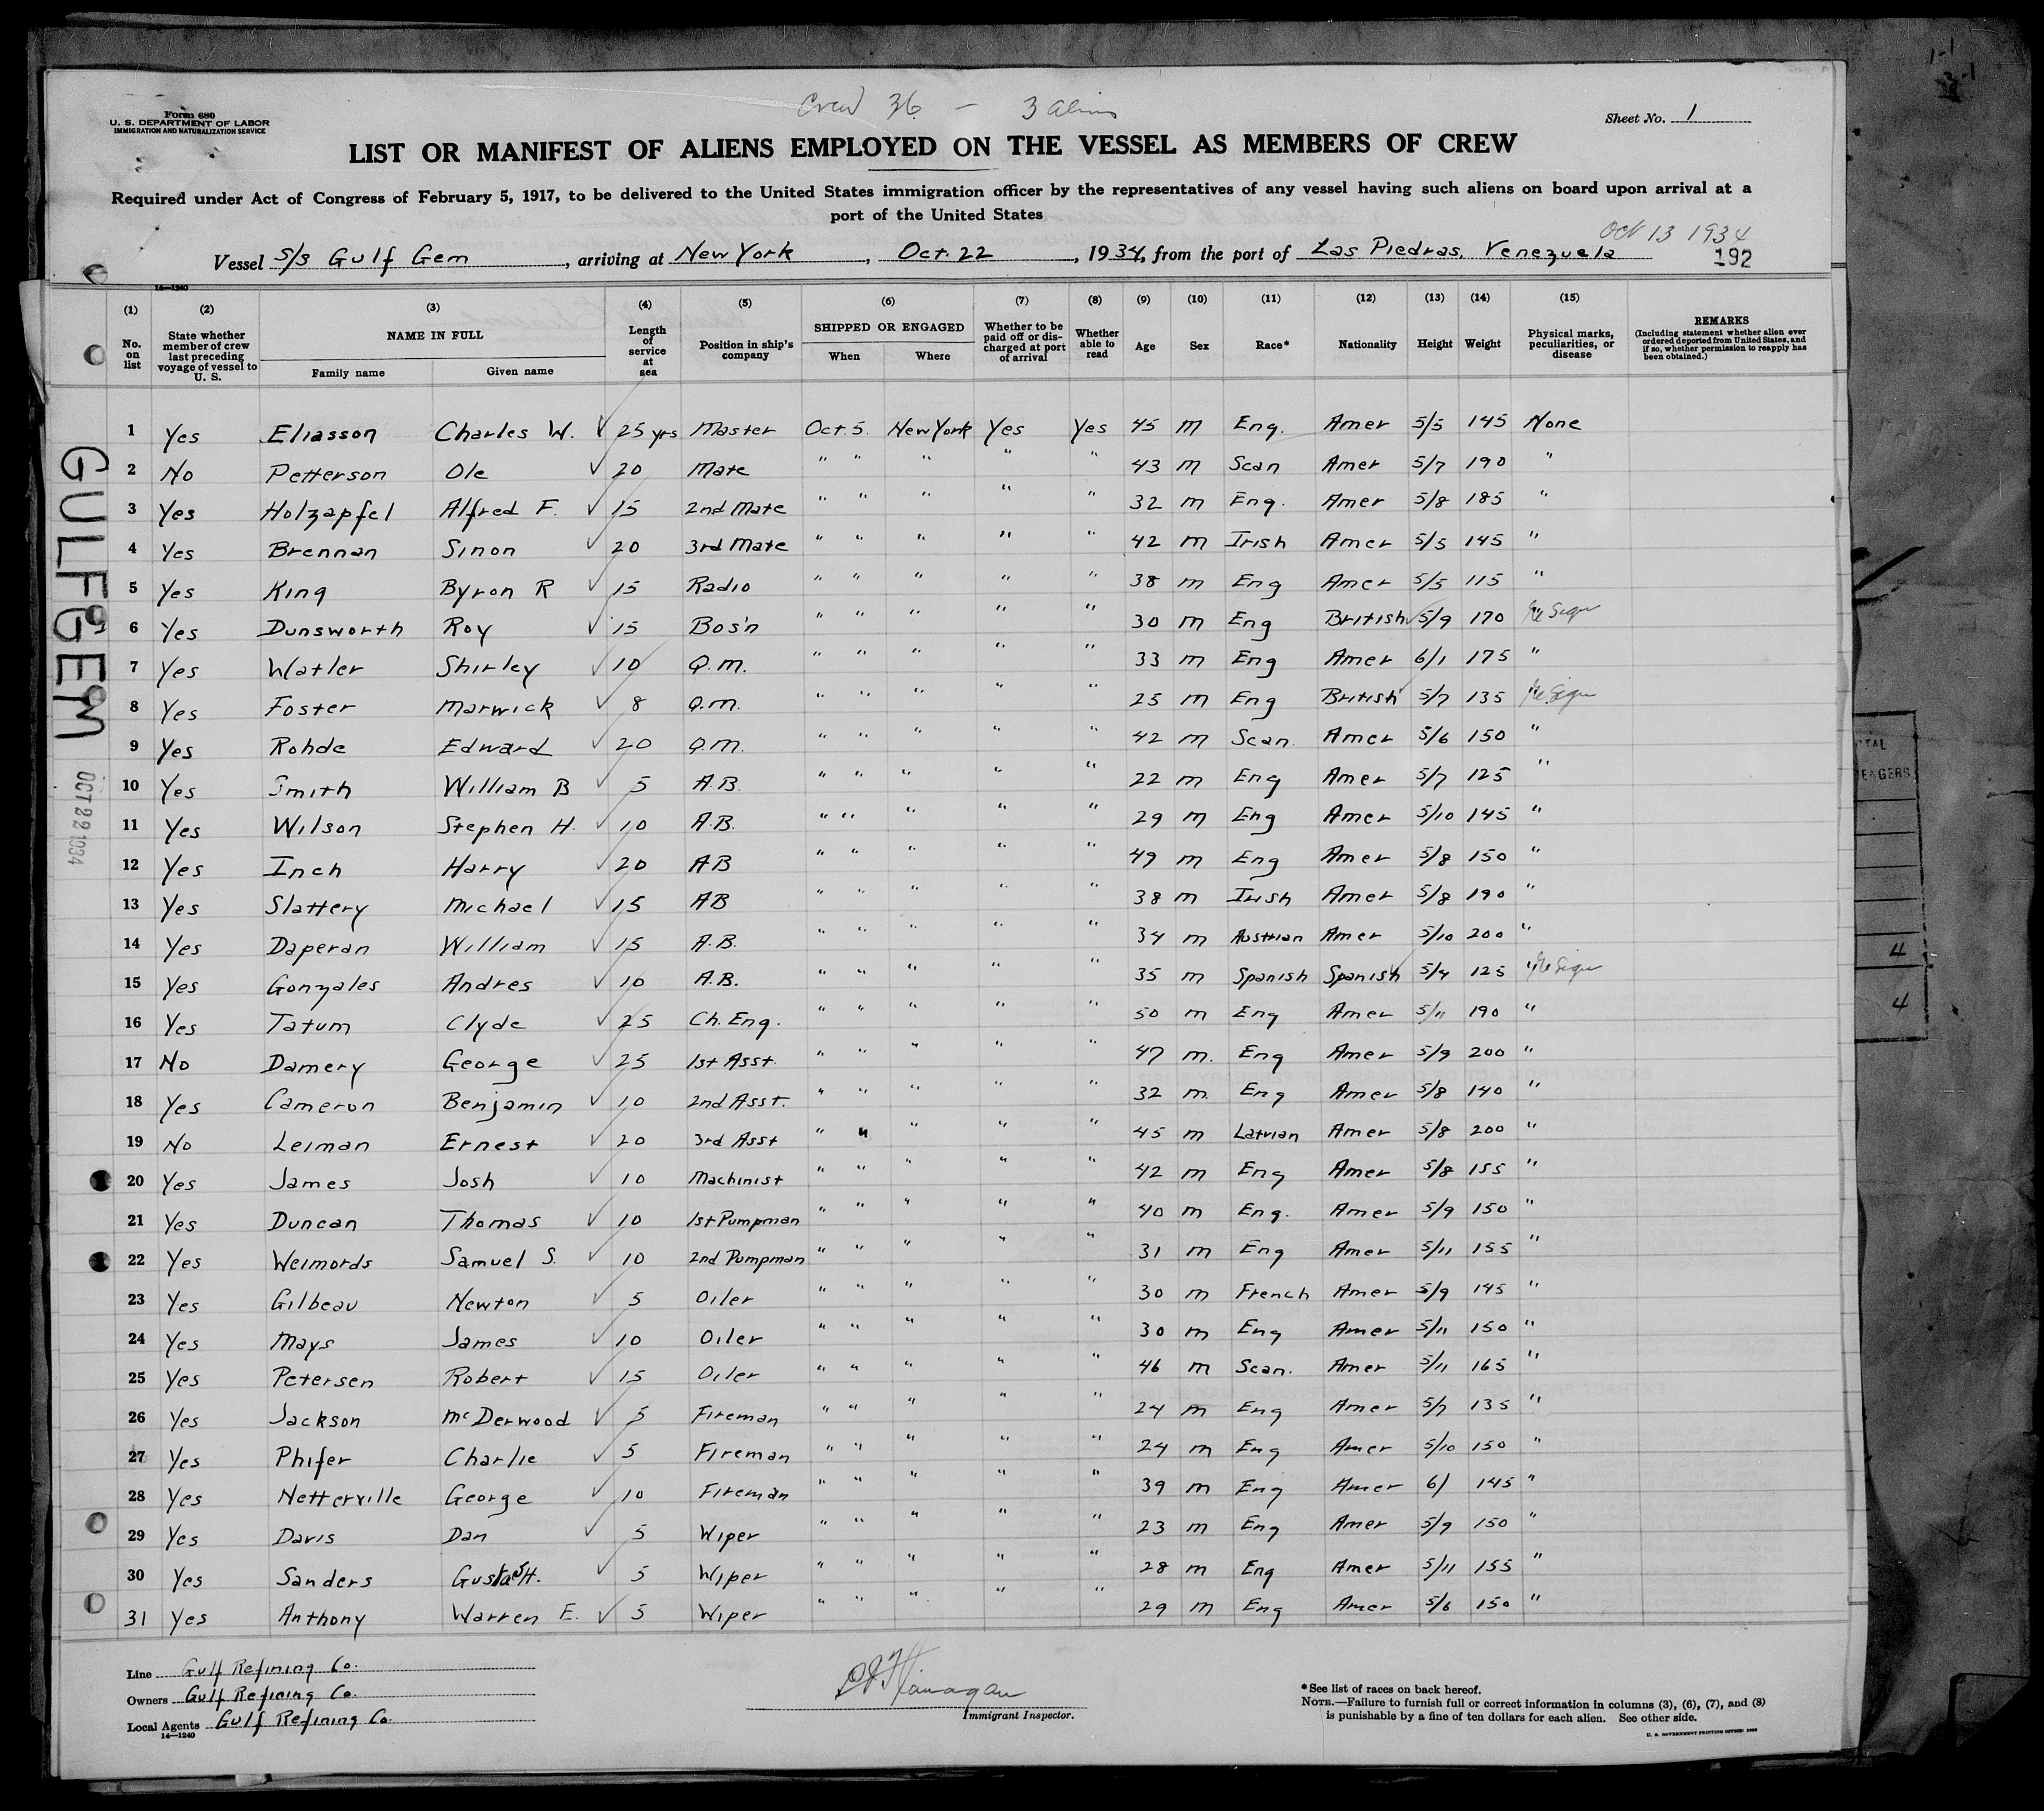 Crew 36 — 3 aliens
Form 680
U. S. DEPARTMENT OF LABOR
IMMIGRATION AND NATURALIZATION SERVICE
Sheet No. 1
LIST OR MANIFEST OF ALIENS EMPLOYED ON THE VESSEL AS MEMBERS OF CREW
Required under Act of Congress of February 5, 1917, to be delivered to the United States immigration officer by the representatives of any vessel having such aliens on board upon arrival at a
port of the United States
Oct 13 1934
Vessel S/S Gulf Gem, arriving at New York, Oct. 22, 1934, from the port of Las Piedras, Venezuela
192
14—1240
(1) (2) (3) (4) (5) (6) (7) (8) (9) (10) (11) (12) (13) (14) (15)
No. on list
State whether member of crew last preceding voyage of vessel to U. S.
NAME IN FULL
Family name Given name
Length of service at sea
Position in ship's company
SHIPPED OR ENGAGED
When Where
Whether to be paid off or discharged at port of arrival
Whether able to read
Age Sex Race* Nationality Height Weight
Physical marks, peculiarities, or disease
REMARKS
(Including statement whether alien ever ordered deported from United States, and if so, whether permission to reapply has been obtained.)
1 Yes Eliasson Charles W. ✓ 25 yrs Master Oct 5 New York Yes Yes 45 m Eng. Amer 5/5 145 None
2 No Petterson Ole ✓ 20 Mate " " " " " 43 m Scan Amer 5/7 190 "
3 Yes Holzapfel Alfred F. ✓ 15 2nd Mate " " " " " 32 m Eng. Amer 5/8 185 "
4 Yes Brennan Sinon ✓ 20 3rd Mate " " " " " 42 m Irish Amer 5/5 145 "
5 Yes King Byron R ✓ 15 Radio " " " " " 38 m Eng Amer 5/5 115 "
6 Yes Dunsworth Roy ✓ 15 Bos'n " " " " " 30 m Eng British ✓ 5/9 170
7 Yes Watler Shirley ✓ 10 Q.M. " " " " " 33 m Eng Amer 6/1 175 "
8 Yes Foster Marwick ✓ 8 Q.M. " " " " " 25 m Eng British ✓ 5/7 135
9 Yes Rohde Edward ✓ 20 Q.M. " " " " " 42 m Scan. Amer 5/6 150 "
10 Yes Smith William B ✓ 5 A.B. " " " " " 22 m Eng Amer 5/7 125 "
11 Yes Wilson Stephen H. ✓ 10 A.B. " " " " " 29 m Eng Amer 5/10 145 "
12 Yes Inch Harry ✓ 20 AB " " " " " 49 m Eng Amer 5/8 150 "
13 Yes Slattery Michael ✓ 15 AB " " " " " 38 m Irish Amer 5/8 190 "
14 Yes Daperan William ✓ 15 A.B. " " " " " 34 m Austrian Amer 5/10 200 "
15 Yes Gonzales Andres ✓ 10 A.B. " " " " " 35 m Spanish Spanish ✓ 5/4 125 "
16 Yes Tatum Clyde ✓ 25 Ch. Eng. " " " " " 50 m Eng Amer 5/11 190 "
17 No Damery George ✓ 25 1st Asst. " " " " " 47 m. Eng Amer 5/9 200 "
18 Yes Cameron Benjamin ✓ 10 2nd Asst. " " " " " 32 m. Eng Amer 5/8 140 "
19 No Leiman Ernest ✓ 20 3rd Asst " " " " " 45 m Latvian Amer 5/8 200 "
20 Yes James Josh ✓ 10 Machinist " " " " " 42 m Eng Amer 5/8 155 "
21 Yes Duncan Thomas ✓ 10 1st Pumpman " " " " " 40 m Eng. Amer 5/9 150 "
22 Yes Weimords Samuel S. ✓ 10 2nd Pumpman " " " " " 31 m Eng Amer 5/11 155 "
23 Yes Gilbeau Newton ✓ 5 Oiler " " " " " 30 m French Amer 5/9 145 "
24 Yes Mays James ✓ 10 Oiler " " " " " 30 m Eng Amer 5/11 150 "
25 Yes Petersen Robert ✓ 15 Oiler " " " " " 46 m Scan. Amer 5/11 165 "
26 Yes Jackson McDerwood ✓ 5 Fireman " " " " " 24 m Eng Amer 5/7 135 "
27 Yes Phifer Charlie ✓ 5 Fireman " " " " " 24 m Eng Amer 5/10 150 "
28 Yes Netterville George ✓ 10 Fireman " " " " " 39 m Eng Amer 6/ 145 "
29 Yes Davis Dan ✓ 5 Wiper " " " " " 23 m Eng Amer 5/9 150 "
30 Yes Sanders H. ✓ 5 Wiper " " " " " 28 m Eng Amer 5/11 155 "
31 Yes Anthony Warren E. ✓ 5 Wiper " " " " " 29 m Eng Amer 5/6 150 "
GULF GEM
OCT 22 1934
Line Gulf Refining Co.
Owners Gulf Refining Co.
Local Agents Gulf Refining Co.
14—1240
Flanagan
Immigrant Inspector.
*See list of races on back hereof.
NOTE.—Failure to furnish full or correct information in columns (3), (6), (7), and (8)
is punishable by a fine of ten dollars for each alien. See other side.
4
4